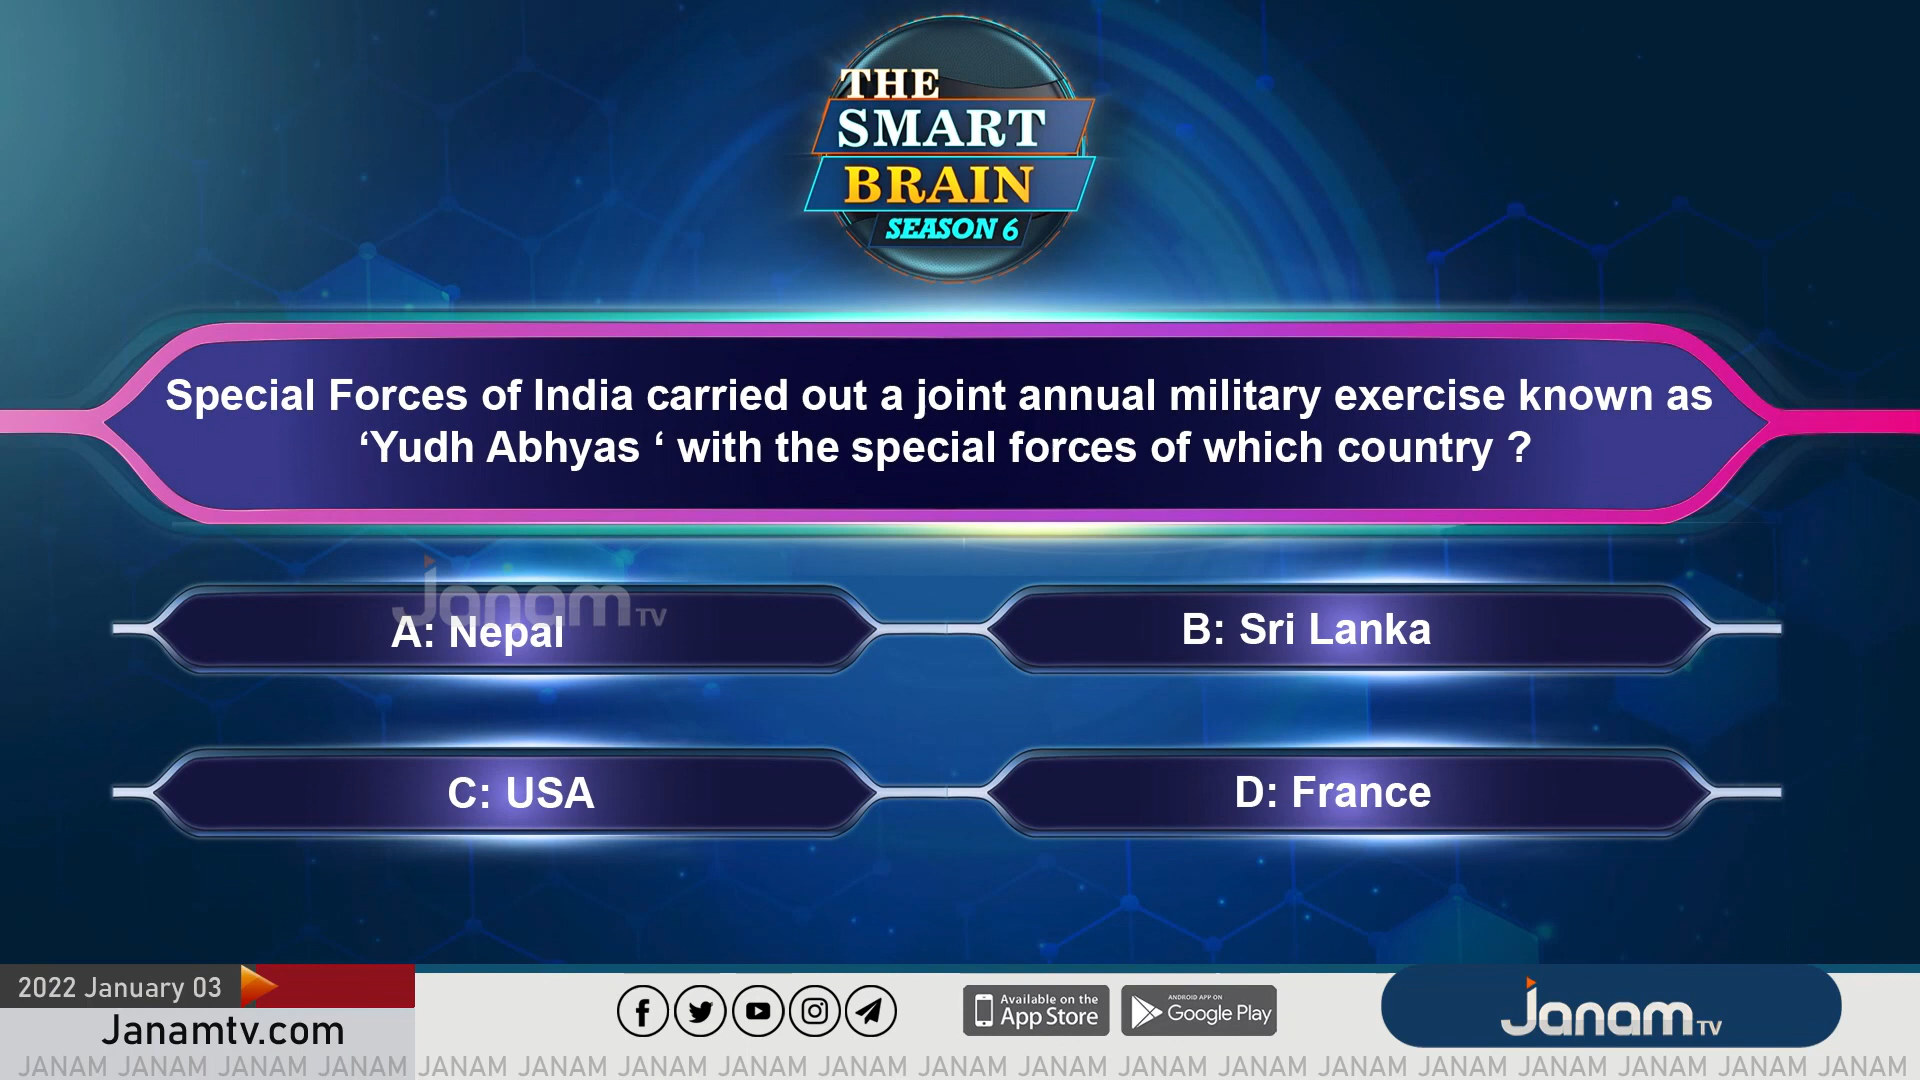 THE
SMART
BRAIN
SEASON 6
Special Forces of India carried out a joint annual military exercise known as
‘Yudh Abhyas ‘ with the special forces of which country ?
Janam TV
A: Nepal
B: Sri Lanka
C: USA
D: France
2022 January 03
Janamtv.com
Available on the
App Store
ANDROID APP ON
Google Play
Janam TV
JANAM JANAM JANAM JANAM JANAM JANAM JANAM JANAM JANAM JANAM JANAM JANAM JANAM JANAM JANAM JANAM JANAM JANAM JANAM